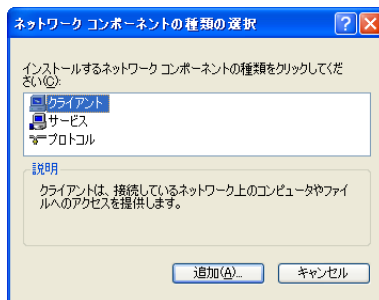 ネットワーク コンポーネントの種類の選択
インストールするネットワーク コンポーネントの種類をクリックしてくだ
さい(C):
クライアント
サービス
プロトコル
説明
クライアントは、接続しているネットワーク上のコンピュータやファイ
ルへのアクセスを提供します。
追加(A)...
キャンセル